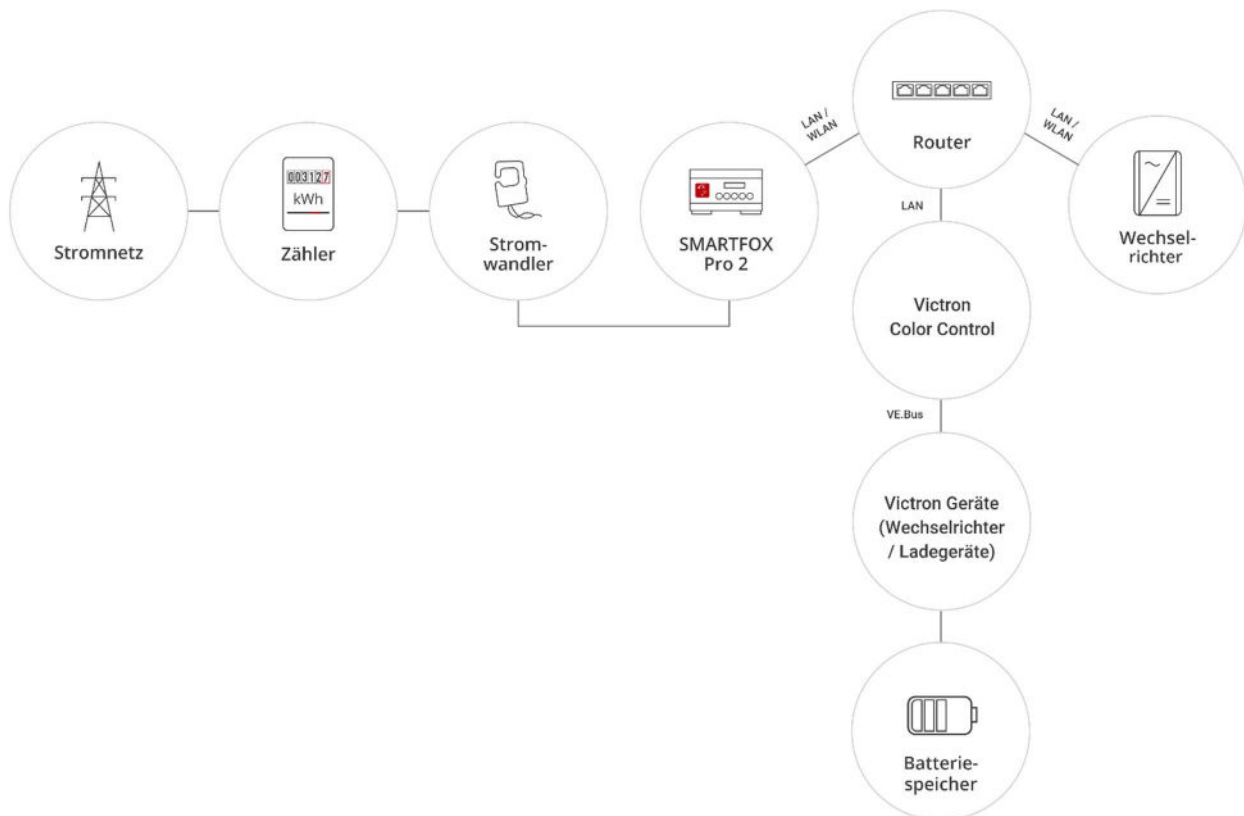 Router
LAN /
WLAN
LAN /
WLAN
003127
kWh
Stromnetz
Zähler
Strom-
wandler
SMARTFOX
Pro 2
LAN
Wechsel-
richter
Victron
Color Control
VE.Bus
Victron Geräte
(Wechselrichter
/ Ladegeräte)
Batterie-
speicher